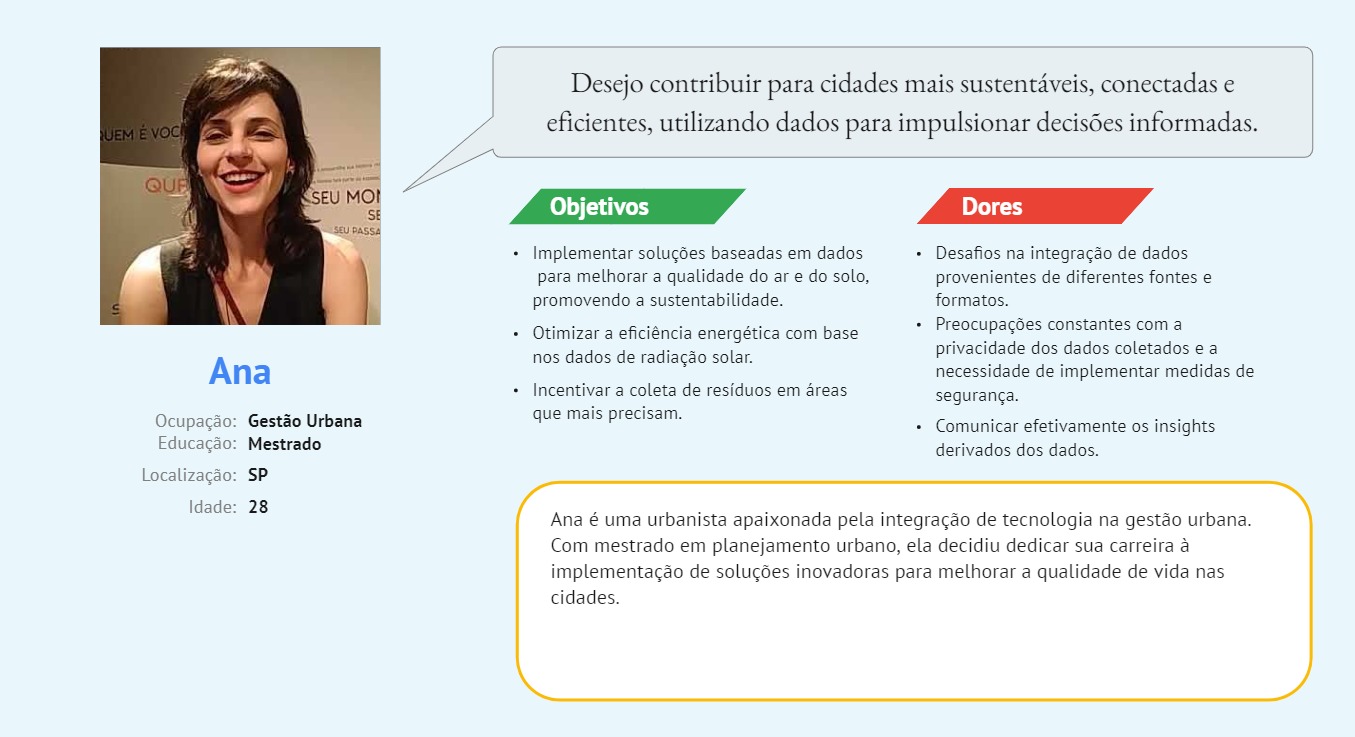 Desejo contribuir para cidades mais sustentáveis, conectadas e
eficientes, utilizando dados para impulsionar decisões informadas.
QUEM É VOC
QUE
SEU MON
SE
SEU PASSA
Ana
Ocupação: Gestão Urbana
Educação: Mestrado
Localização: SP
Idade: 28
Objetivos
• Implementar soluções baseadas em dados
para melhorar a qualidade do ar e do solo,
promovendo a sustentabilidade.
• Otimizar a eficiência energética com base
nos dados de radiação solar.
• Incentivar a coleta de resíduos em áreas
que mais precisam.
Dores
• Desafios na integração de dados
provenientes de diferentes fontes e
formatos.
• Preocupações constantes com a
privacidade dos dados coletados e a
necessidade de implementar medidas de
segurança.
• Comunicar efetivamente os insights
derivados dos dados.
Ana é uma urbanista apaixonada pela integração de tecnologia na gestão urbana.
Com mestrado em planejamento urbano, ela decidiu dedicar sua carreira à
implementação de soluções inovadoras para melhorar a qualidade de vida nas
cidades.